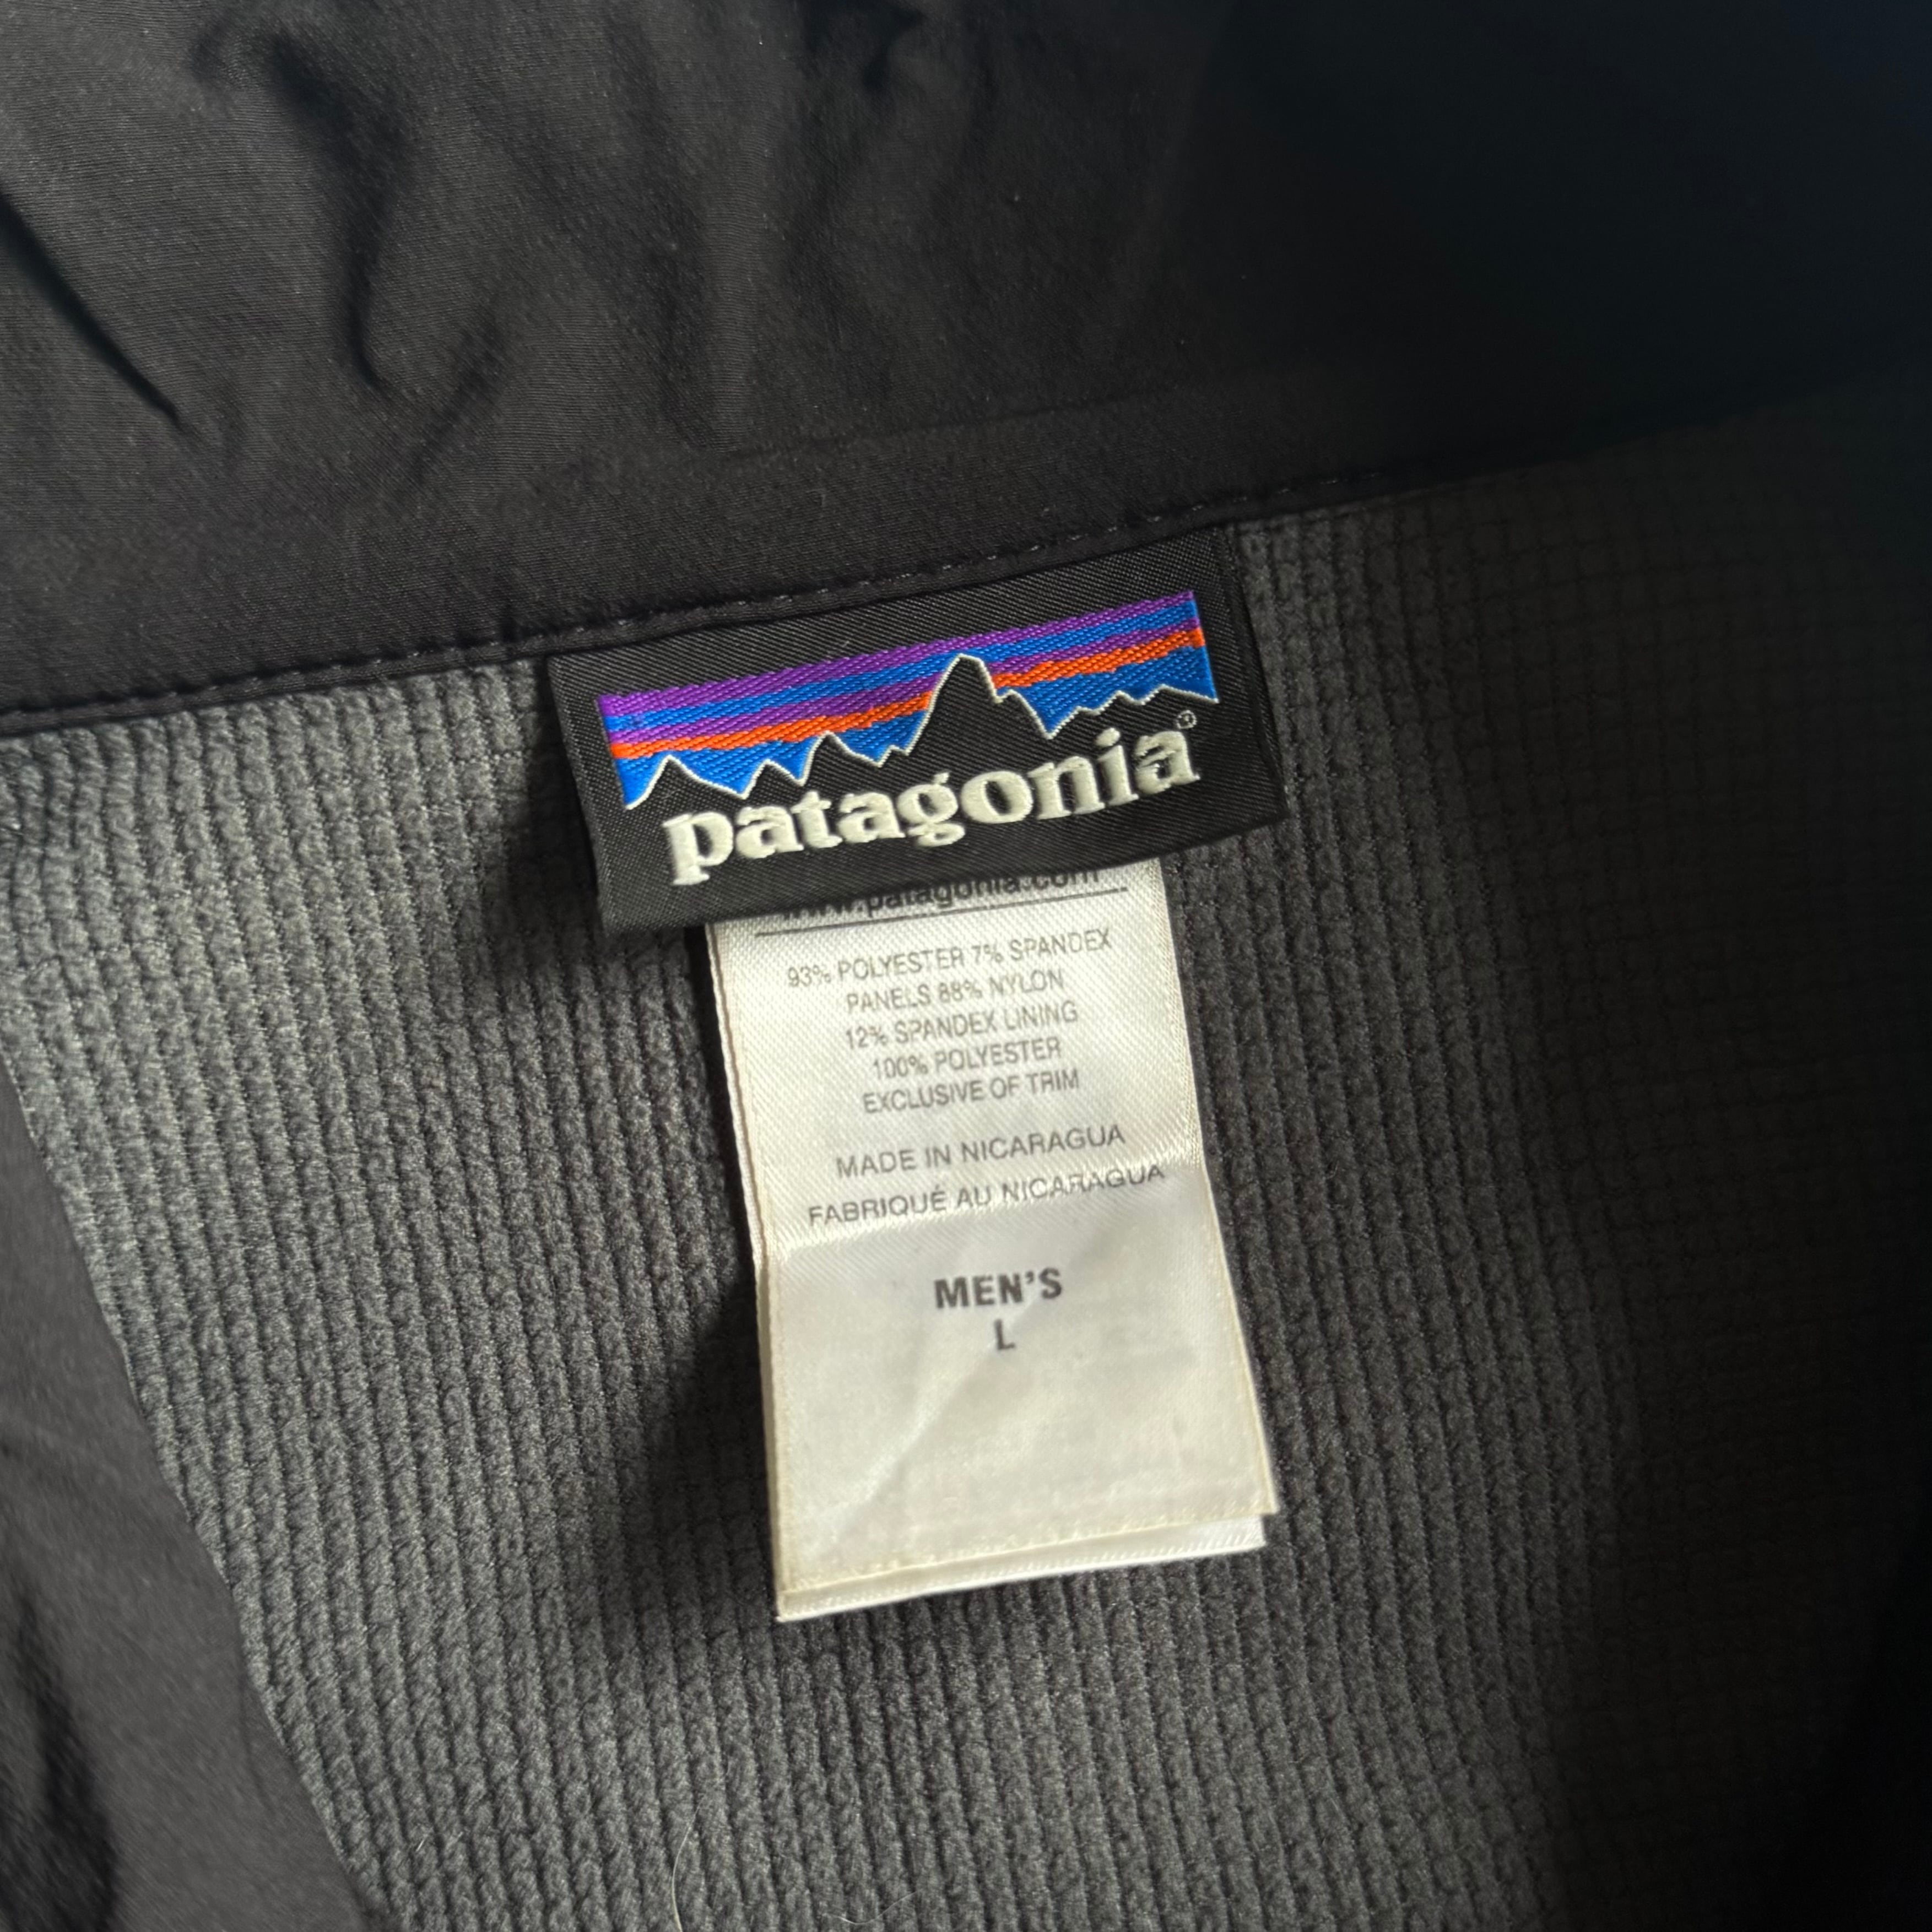 patagonia®
www.patagonia.com
93% POLYESTER 7% SPANDEX
PANELS 88% NYLON
12% SPANDEX LINING
100% POLYESTER
EXCLUSIVE OF TRIM
MADE IN NICARAGUA
FABRIQUÉ AU NICARAGUA
MEN'S
L